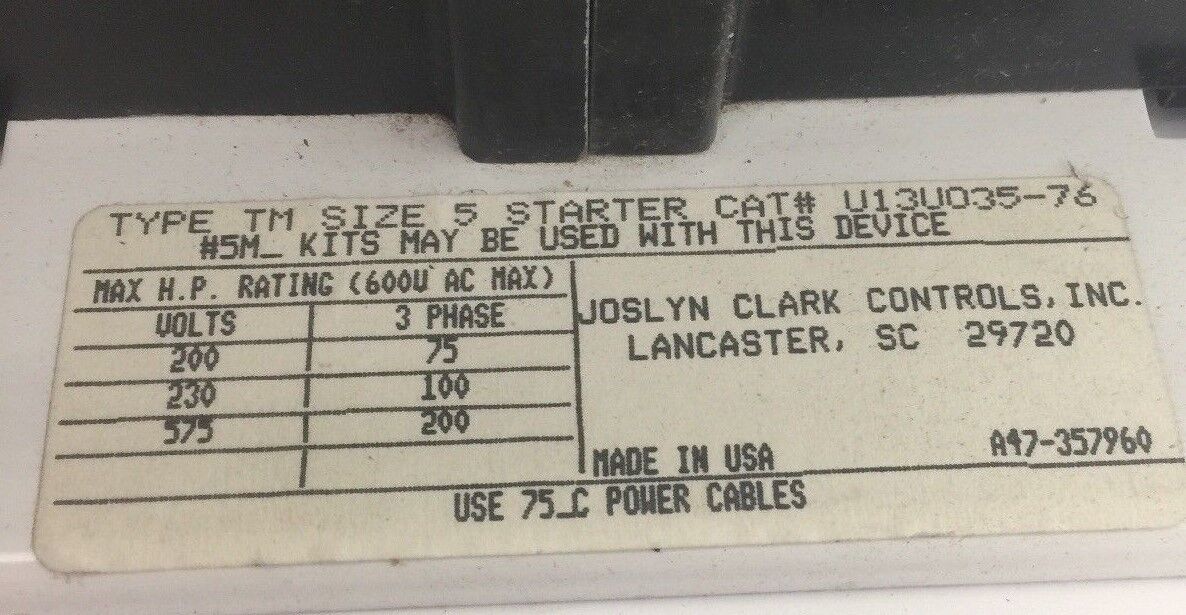 TYPE TM SIZE 5 STARTER CAT# U13U035-76
#5M_ KITS MAY BE USED WITH THIS DEVICE
MAX H.P. RATING (600V AC MAX)
VOLTS 3 PHASE
200 75
230 100
575 200
JOSLYN CLARK CONTROLS, INC.
LANCASTER, SC 29720
MADE IN USA A47-357960
USE 75_C POWER CABLES